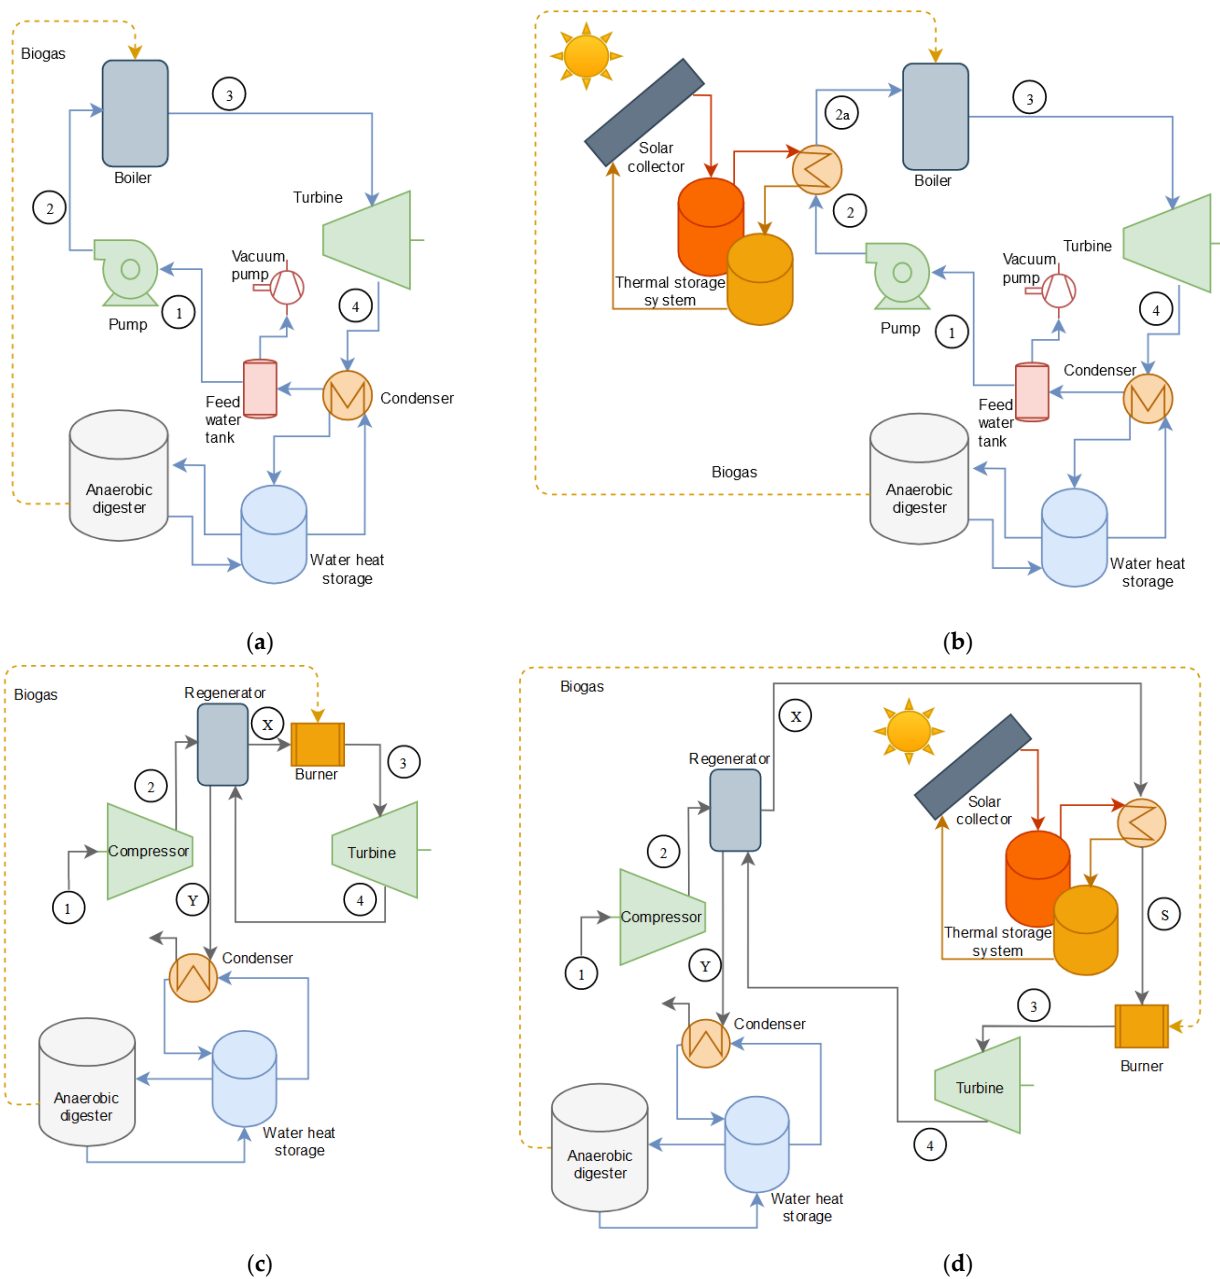 Biogas
3
Boiler
2
Turbine
Vacuum
pump
4
1
Pump
Condenser
Feed
water
tank
Anaerobic
digester
Water heat
storage
(a)
2a
3
Solar
collector
Boiler
2
Turbine
Vacuum
pump
Thermal storage
system
4
Pump
1
Condenser
Feed
water
tank
Biogas
Anaerobic
digester
Water heat
storage
(b)
Biogas
Regenerator
X
3
2
Burner
Compressor
Turbine
1
Y
4
Condenser
Anaerobic
digester
Water heat
storage
(c)
Biogas
X
Regenerator
Solar
collector
2
Compressor
S
Thermal storage
system
1
Y
3
Condenser
Burner
Turbine
4
Anaerobic
digester
Water heat
storage
(d)